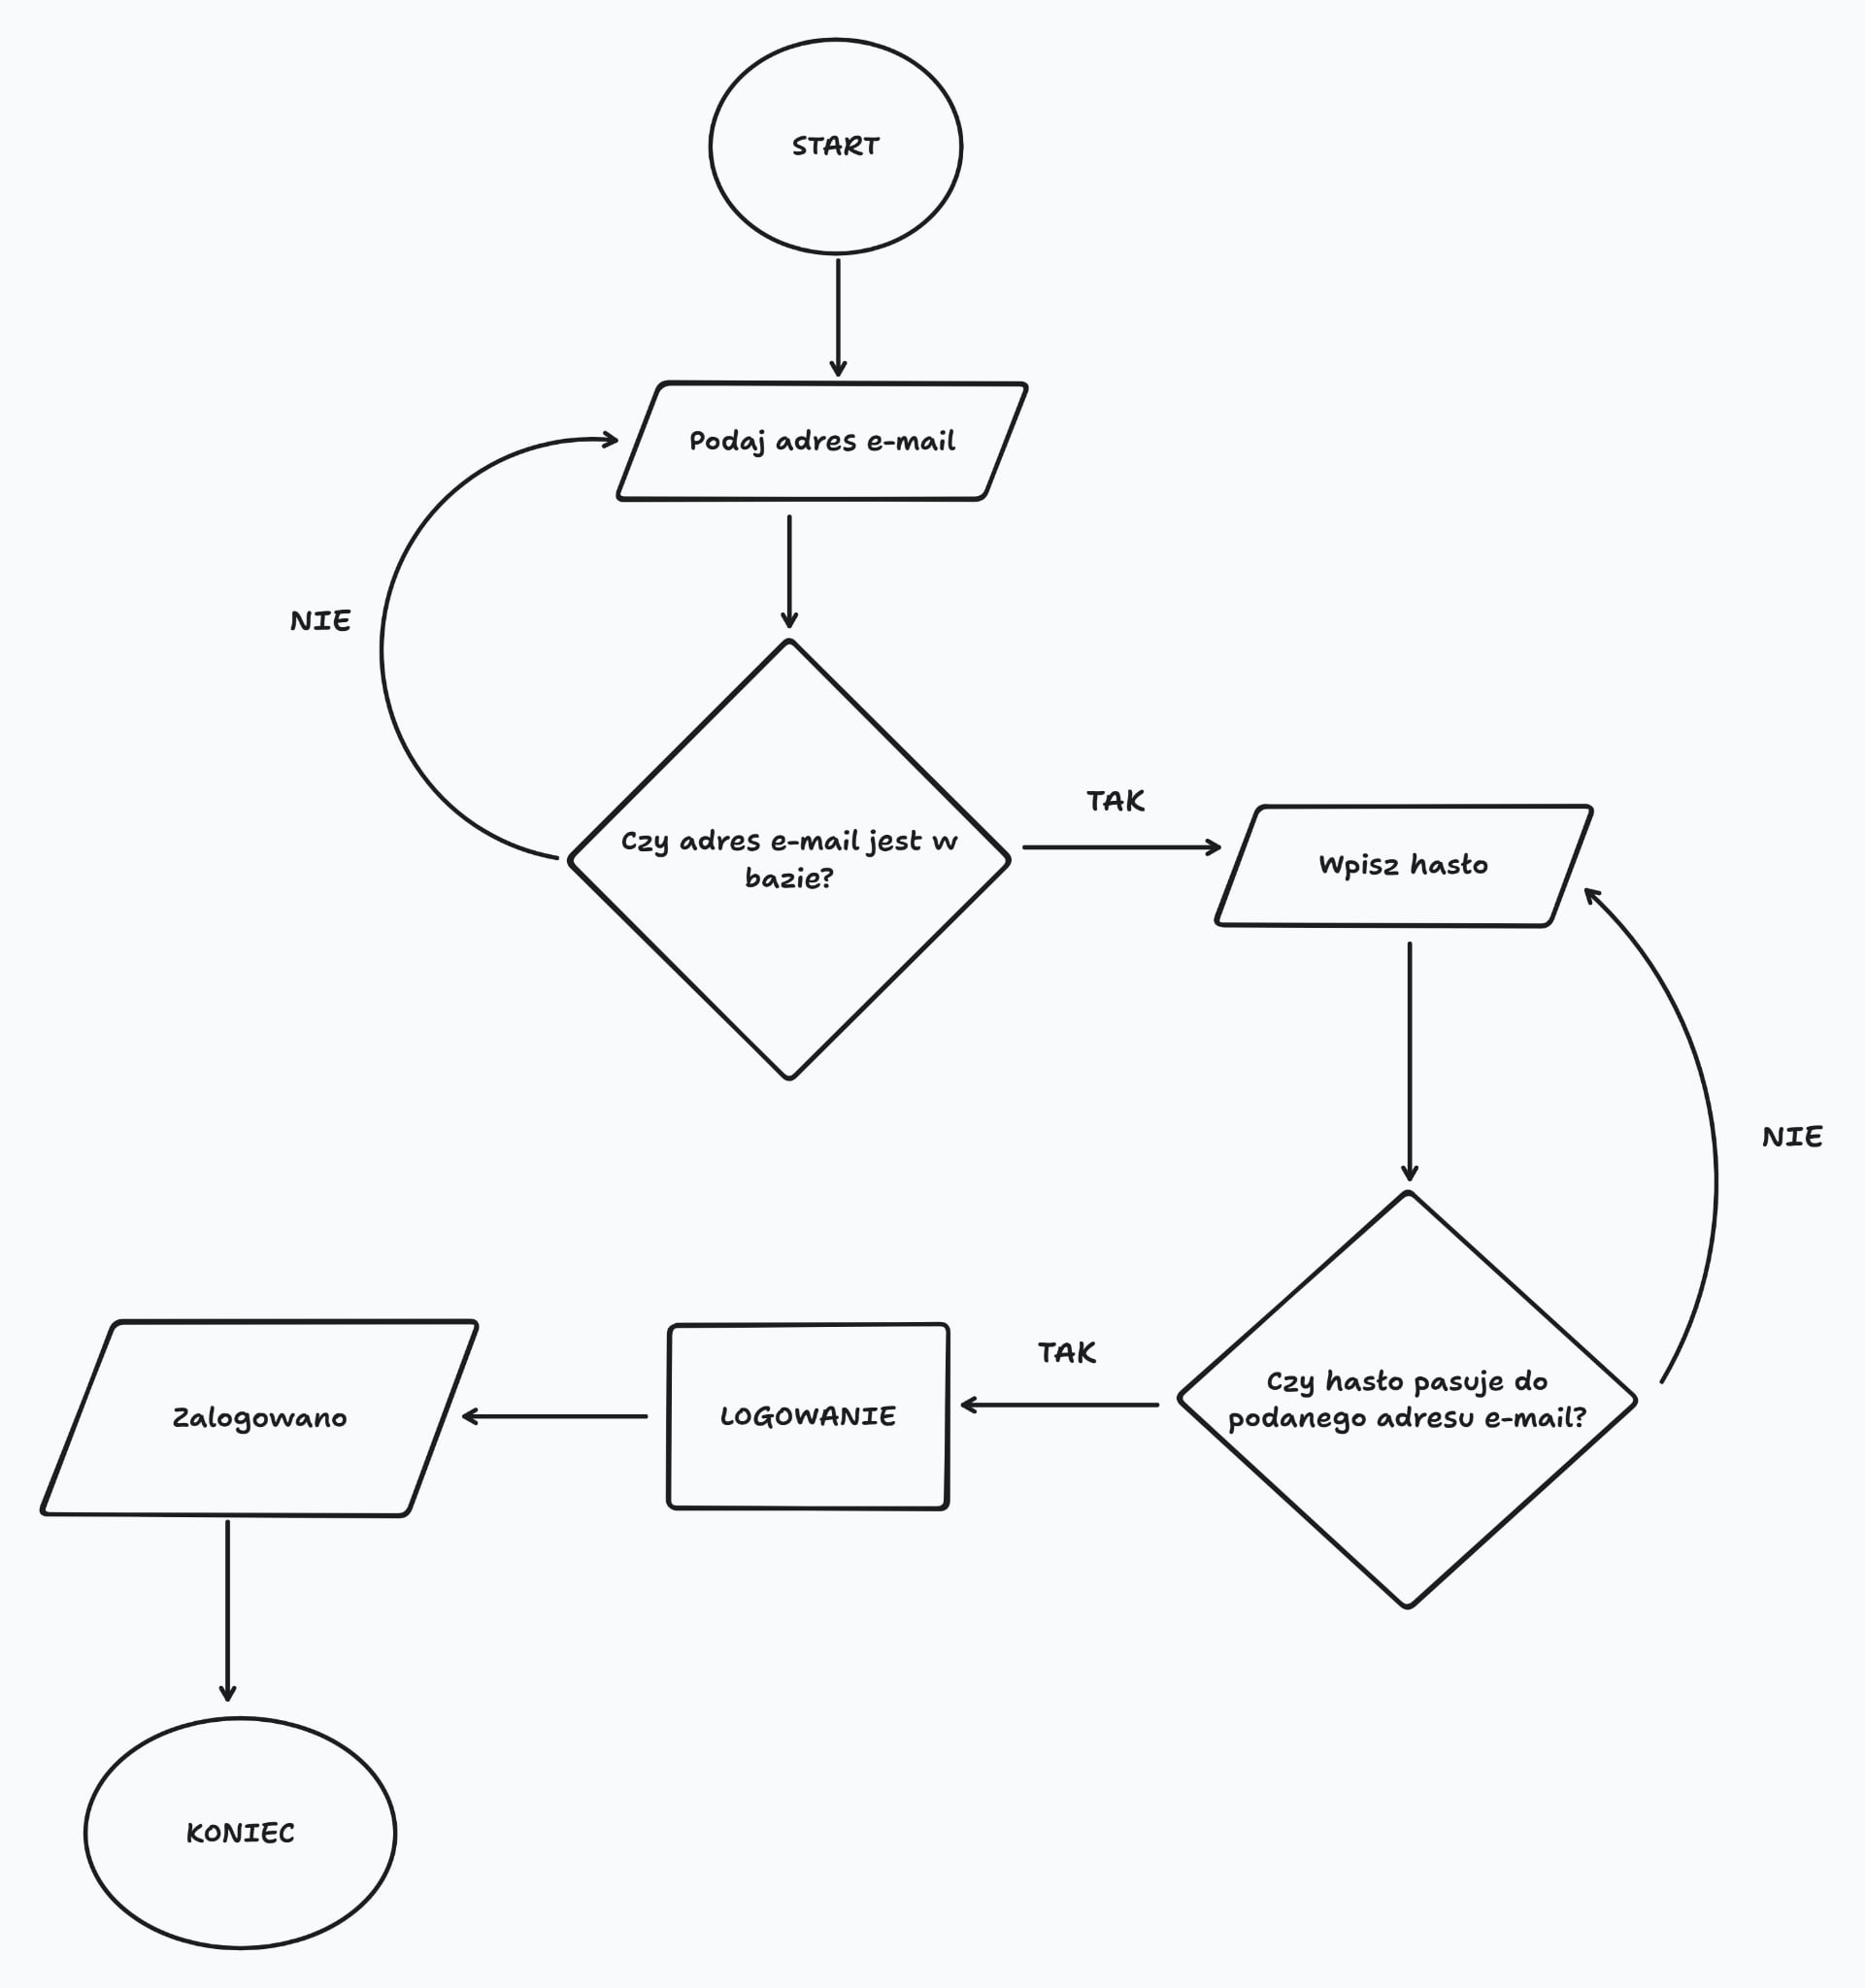 START
Podaj adres e-mail
NIE
Czy adres e-mail jest w
bazie?
TAK
Wpisz hasło
NIE
Czy hasło pasuje do
podanego adresu e-mail?
TAK
LOGOWANIE
Zalogowano
KONIEC